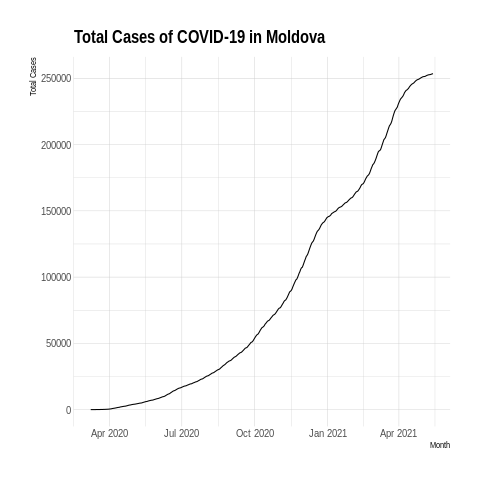 Total Cases of COVID-19 in Moldova
Total Cases
250000
200000
150000
100000
50000
0
Apr 2020 Jul 2020 Oct 2020 Jan 2021 Apr 2021
Month